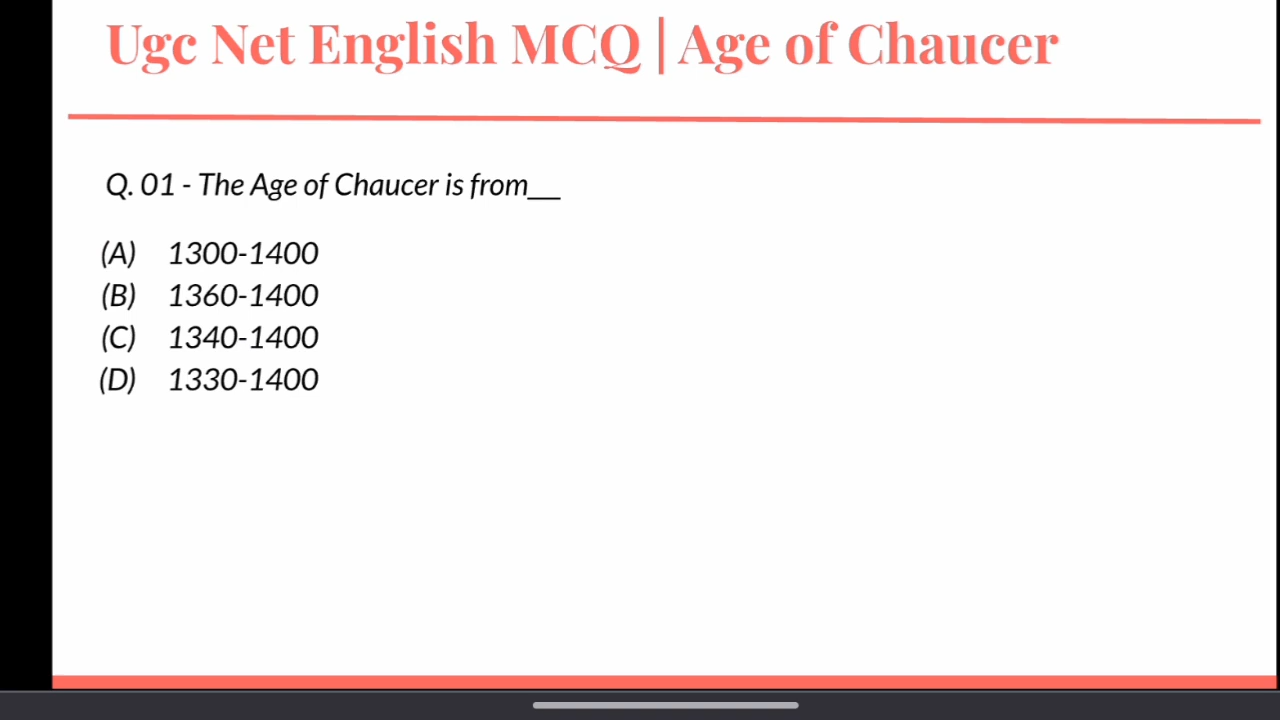 Ugc Net English MCQ | Age of Chaucer
Q. 01 - The Age of Chaucer is from___
(A) 1300-1400
(B) 1360-1400
(C) 1340-1400
(D) 1330-1400